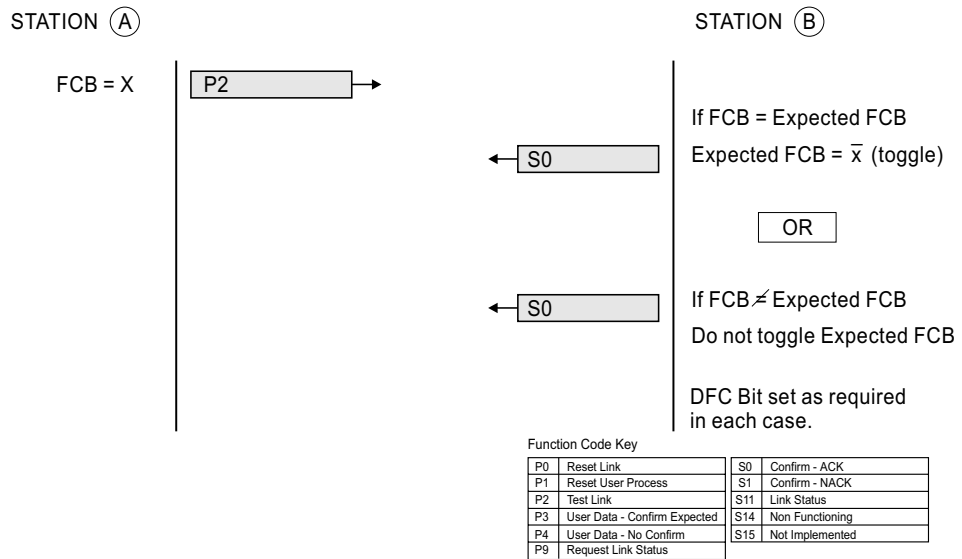 STATION A
STATION B
FCB = X
P2
If FCB = Expected FCB
S0
Expected FCB = x̅ (toggle)
OR
S0
If FCB ≠ Expected FCB
Do not toggle Expected FCB
DFC Bit set as required
in each case.
Function Code Key
P0 Reset Link S0 Confirm - ACK
P1 Reset User Process S1 Confirm - NACK
P2 Test Link S11 Link Status
P3 User Data - Confirm Expected S14 Non Functioning
P4 User Data - No Confirm S15 Not Implemented
P9 Request Link Status